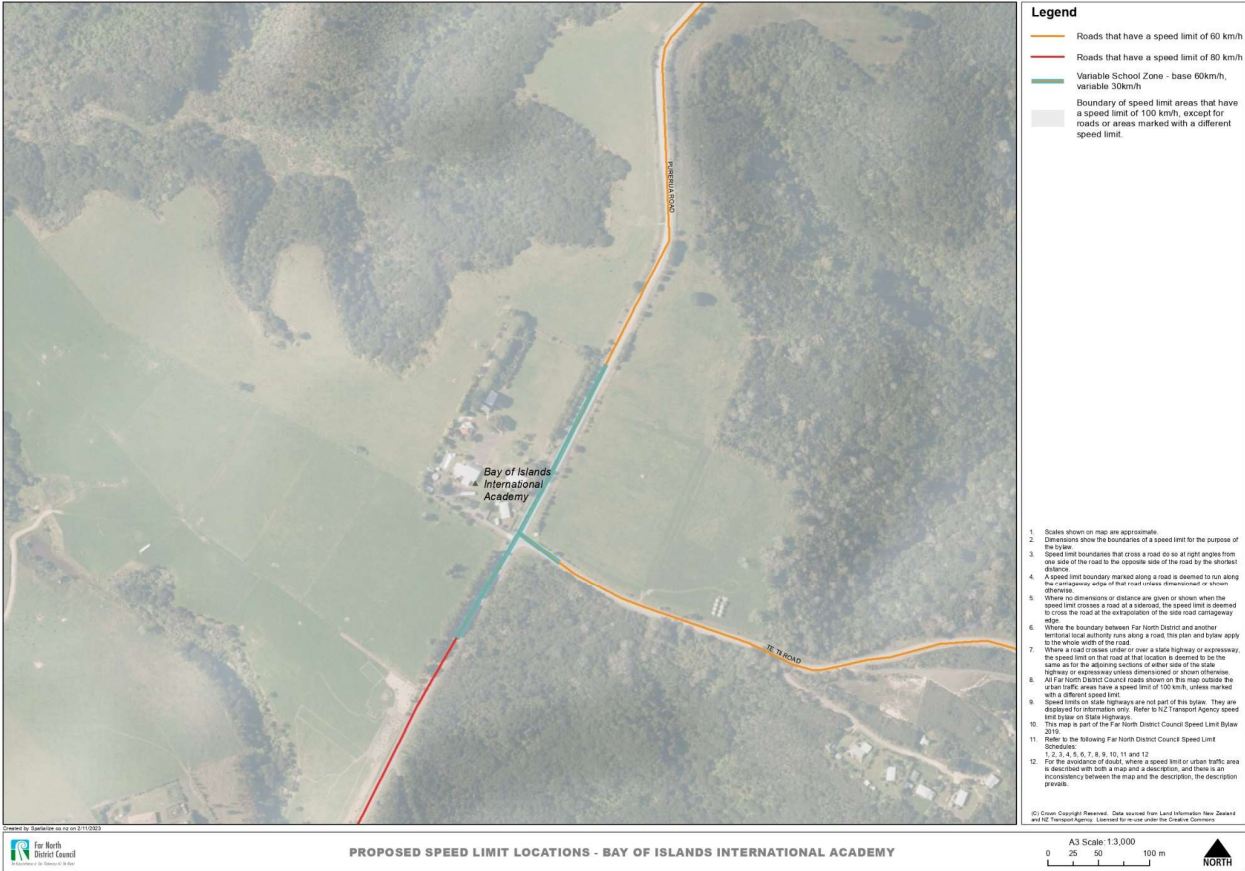 PURERUA ROAD
Bay of Islands
International
Academy
TE TII ROAD
Legend
Roads that have a speed limit of 60 km/h
Roads that have a speed limit of 80 km/h
Variable School Zone - base 60km/h,
variable 30km/h
Boundary of speed limit areas that have
a speed limit of 100 km/h, except for
roads or areas marked with a different
speed limit.
1. Scales shown on map are approximate.
2. Dimensions show the boundaries of a speed limit for the purpose of
the bylaw.
3. Speed limit boundaries that cross a road do so at right angles from
one side of the road to the opposite side of the road by the shortest
distance.
4. A speed limit boundary marked along a road is deemed to run along
the carriageway edge of that road unless dimensioned or shown
otherwise.
5. Where no dimensions or distance are given or shown when the
speed limit crosses a road at a sideroad, the speed limit is deemed
to cross the road at the extrapolation of the side road carriageway
edge.
6. Where the boundary between Far North District and another
territorial local authority runs along a road, this plan and bylaw apply
to the whole width of the road.
7. Where a road crosses under or over a state highway or expressway,
the speed limit on that road at that location is deemed to be the
same as for the adjoining sections of either side of the state
highway or expressway unless dimensioned or shown otherwise.
8. All Far North District Council roads shown on this map outside the
urban traffic areas have a speed limit of 100 km/h, unless marked
with a different speed limit.
9. Speed limits on state highways are not part of this bylaw. They are
displayed for information only. Refer to NZ Transport Agency speed
limit bylaw on State Highways.
10. This map is part of the Far North District Council Speed Limit Bylaw
2019.
11. Refer to the following Far North District Council Speed Limit
Schedules:
1, 2, 3, 4, 5, 6, 7, 8, 9, 10, 11 and 12
12. For the avoidance of doubt, where a speed limit or urban traffic area
is described with both a map and a description, and there is an
inconsistency between the map and the description, the description
prevails.
(C) Crown Copyright Reserved. Data sourced from Land Information New Zealand
and NZ Transport Agency. Licensed for re-use under the Creative Commons
Created by Spatialize.co.nz on 2/11/2023
Far North
District Council
PROPOSED SPEED LIMIT LOCATIONS - BAY OF ISLANDS INTERNATIONAL ACADEMY
A3 Scale: 1:3,000
0 25 50 100 m
NORTH